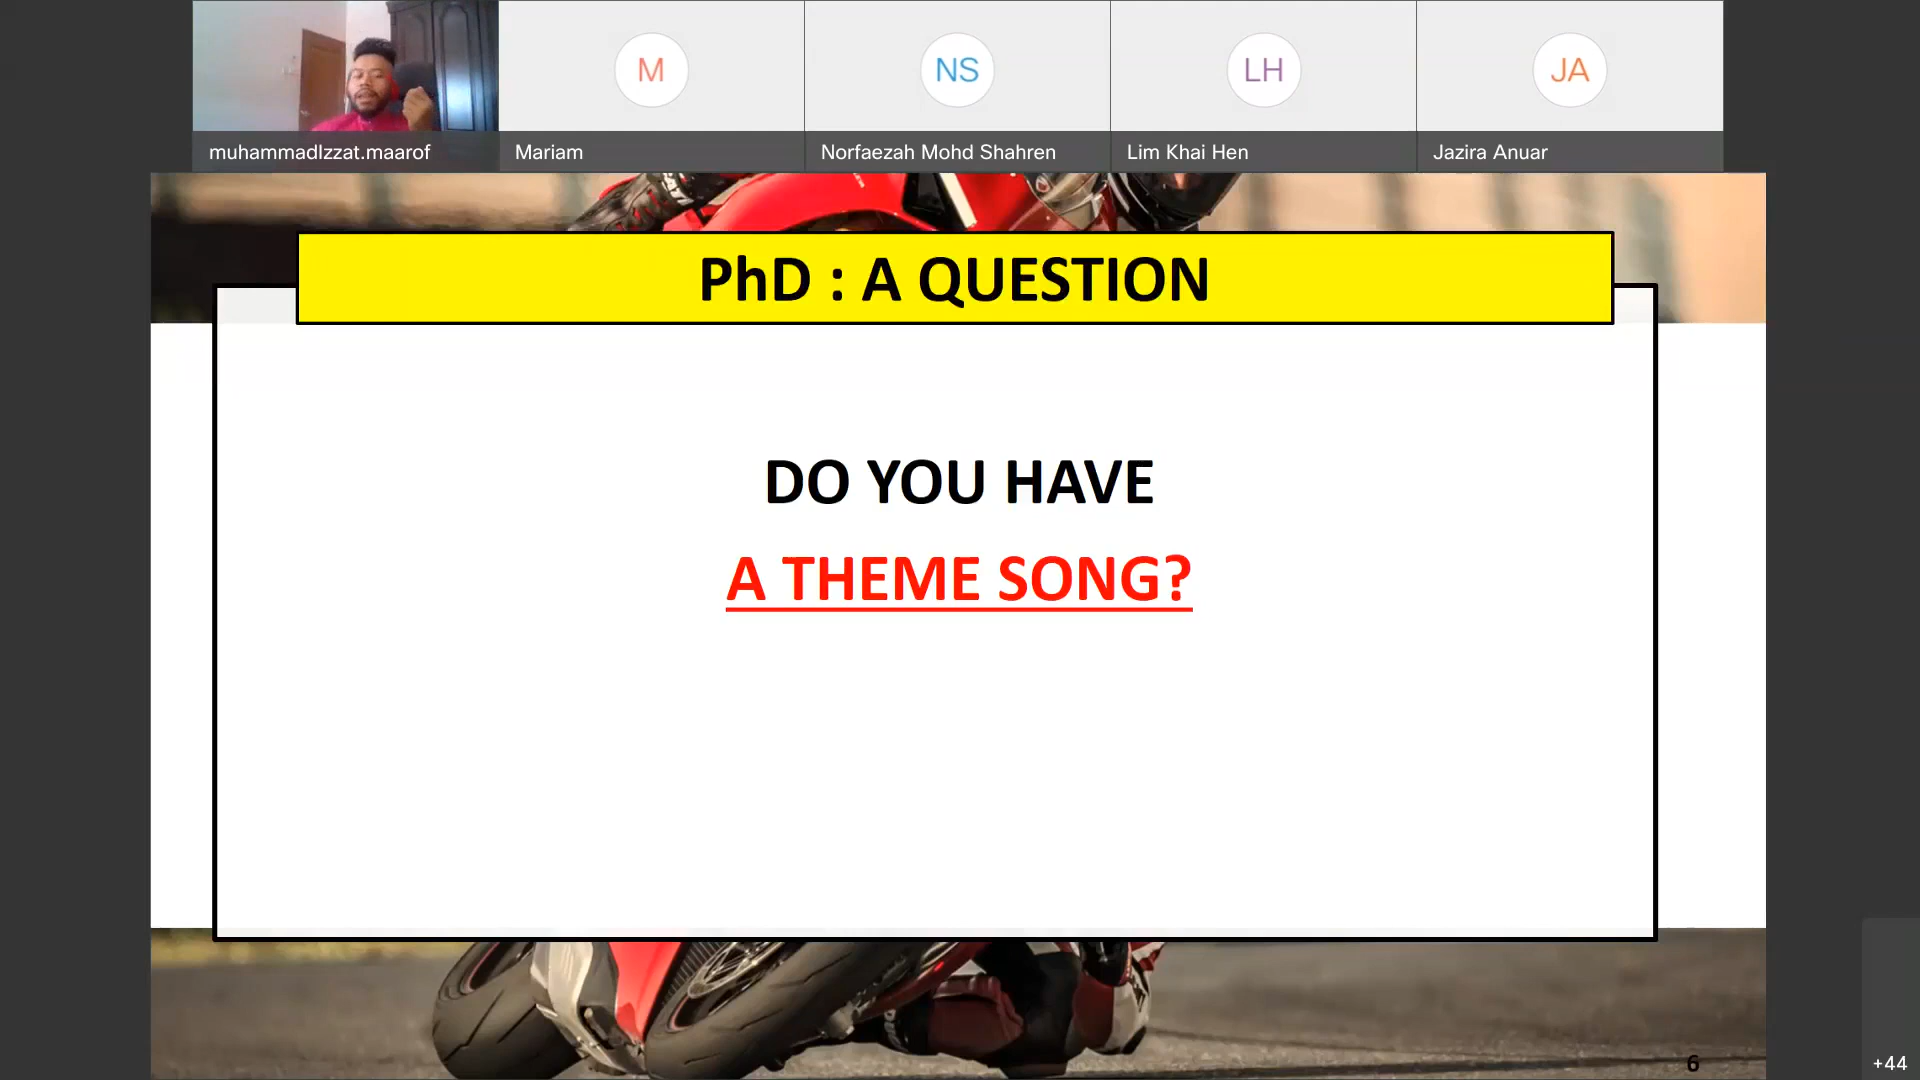 M
NS
LH
JA
muhammadIzzat.maarof
Mariam
Norfaezah Mohd Shahren
Lim Khai Hen
Jazira Anuar
PhD : A QUESTION
DO YOU HAVE
A THEME SONG?
6
+44